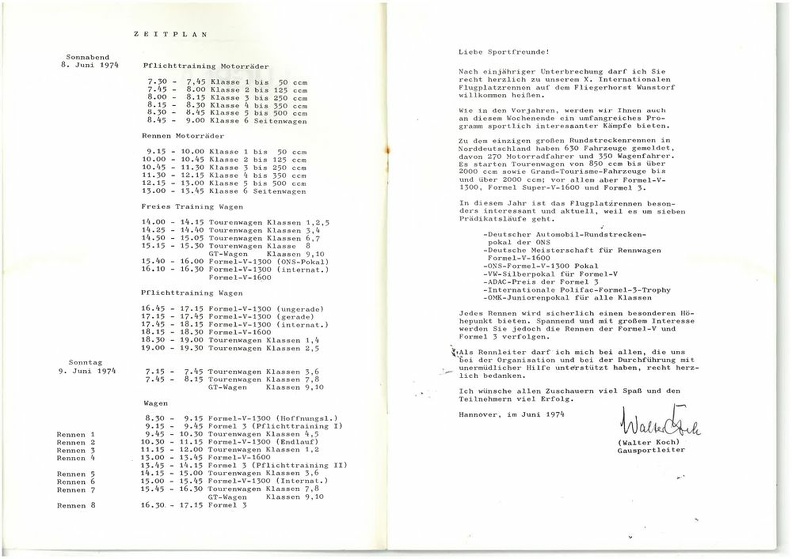 ZEITPLAN
Sonnabend
8. Juni 1974
Pflichttraining Motorräder
7.30 - 7,45 Klasse 1 bis 50 ccm
7.45 - 8.00 Klasse 2 bis 125 ccm
8.00 - 8.15 Klasse 3 bis 250 ccm
8.15 - 8.30 Klasse 4 bis 350 ccm
8.30 - 8.45 Klasse 5 bis 500 ccm
8.45 - 9.00 Klasse 6 Seitenwagen
Rennen Motorräder
9.15 - 10.00 Klasse 1 bis 50 ccm
10.00 - 10.45 Klasse 2 bis 125 ccm
10.45 - 11.30 Klasse 3 bis 250 ccm
11.30 - 12.15 Klasse 4 bis 350 ccm
12.15 - 13.00 Klasse 5 bis 500 ccm
13.00 - 13.45 Klasse 6 Seitenwagen
Freies Training Wagen
14.00 - 14.15 Tourenwagen Klassen 1,2,5
14.25 - 14.40 Tourenwagen Klassen 3,4
14.50 - 15.05 Tourenwagen Klassen 6,7
15.15 - 15.30 Tourenwagen Klasse 8
GT-Wagen Klassen 9,10
15.40 - 16.00 Formel-V-1300 (ONS-Pokal)
16.10 - 16.30 Formel-V-1300 (internat.)
Formel-V-1600
Pflichttraining Wagen
16.45 - 17.15 Formel-V-1300 (ungerade)
17.15 - 17.45 Formel-V-1300 (gerade)
17.45 - 18.15 Formel-V-1300 (internat.)
18.15 - 18.30 Formel-V-1600
18.30 - 19.00 Tourenwagen Klassen 1,4
19.00 - 19.30 Tourenwagen Klassen 2,5
Sonntag
9. Juni 1974
7.15 - 7.45 Tourenwagen Klassen 3,6
7.45 - 8.15 Tourenwagen Klassen 7,8
GT-Wagen Klassen 9,10
Wagen
8.30 - 9.15 Formel-V-1300 (Hoffnungsl.)
9.15 - 9.45 Formel 3 (Pflichttraining I)
Rennen 1 9.45 - 10.30 Tourenwagen Klassen 4,5
Rennen 2 10.30 - 11.15 Formel-V-1300 (Endlauf)
Rennen 3 11.15 - 12.00 Tourenwagen Klassen 1,2
Rennen 4 13.00 - 13.45 Formel-V-1600
13.45 - 14.15 Formel 3 (Pflichttraining II)
Rennen 5 14.15 - 15.00 Tourenwagen Klassen 3,6
Rennen 6 15.00 - 15.45 Formel-V-1300 (Internat.)
Rennen 7 15.45 - 16.30 Tourenwagen Klassen 7,8
GT-Wagen Klassen 9,10
Rennen 8 16.30 - 17.15 Formel 3
Liebe Sportfreunde!
Nach einjähriger Unterbrechung darf ich Sie
recht herzlich zu unserem X. Internationalen
Flugplatzrennen auf dem Fliegerhorst Wunstorf
willkommen heißen.
Wie in den Vorjahren, werden wir Ihnen auch
an diesem Wochenende ein umfangreiches Pro-
gramm sportlich interessanter Kämpfe bieten.
Zu dem einzigen großen Rundstreckenrennen in
Norddeutschland haben 630 Fahrzeuge gemeldet,
davon 270 Motorradfahrer und 350 Wagenfahrer.
Es starten Tourenwagen von 850 ccm bis über
2000 ccm sowie Grand-Tourisme-Fahrzeuge bis
und über 2000 ccm; vor allem aber Formel-V-
1300, Formel Super-V-1600 und Formel 3.
In diesem Jahr ist das Flugplatzrennen beson-
ders interessant und aktuell, weil es um sieben
Prädikatsläufe geht.
-Deutscher Automobil-Rundstrecken-
pokal der ONS
-Deutsche Meisterschaft für Rennwagen
Formel-V-1600
-ONS-Formel-V-1300 Pokal
-VW-Silberpokal für Formel-V
-ADAC-Preis der Formel 3
-Internationale Polifac-Formel-3-Trophy
-OMK-Juniorenpokal für alle Klassen
Jedes Rennen wird sicherlich einen besonderen Hö-
hepunkt bieten. Spannend und mit großem Interesse
werden Sie jedoch die Rennen der Formel-V und
Formel 3 verfolgen.
Als Rennleiter darf ich mich bei allen, die uns
bei der Organisation und bei der Durchführung mit
unermüdlicher Hilfe unterstützt haben, recht herz-
lich bedanken.
Ich wünsche allen Zuschauern viel Spaß und den
Teilnehmern viel Erfolg.
Hannover, im Juni 1974
Walter Koch
(Walter Koch)
Gausportleiter